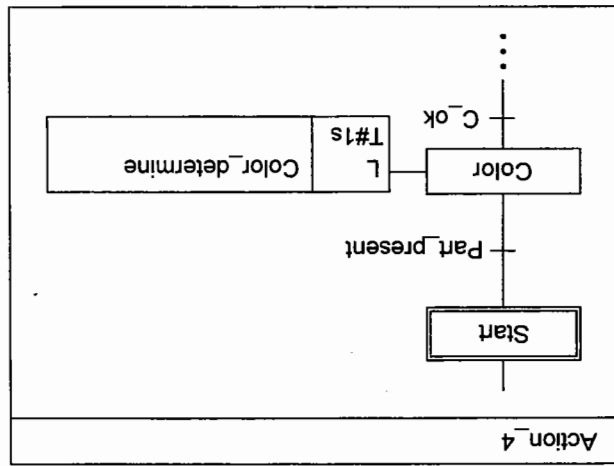 Action_4
Start
Part_present
Color
L
T#1s
Color_determine
C_ok